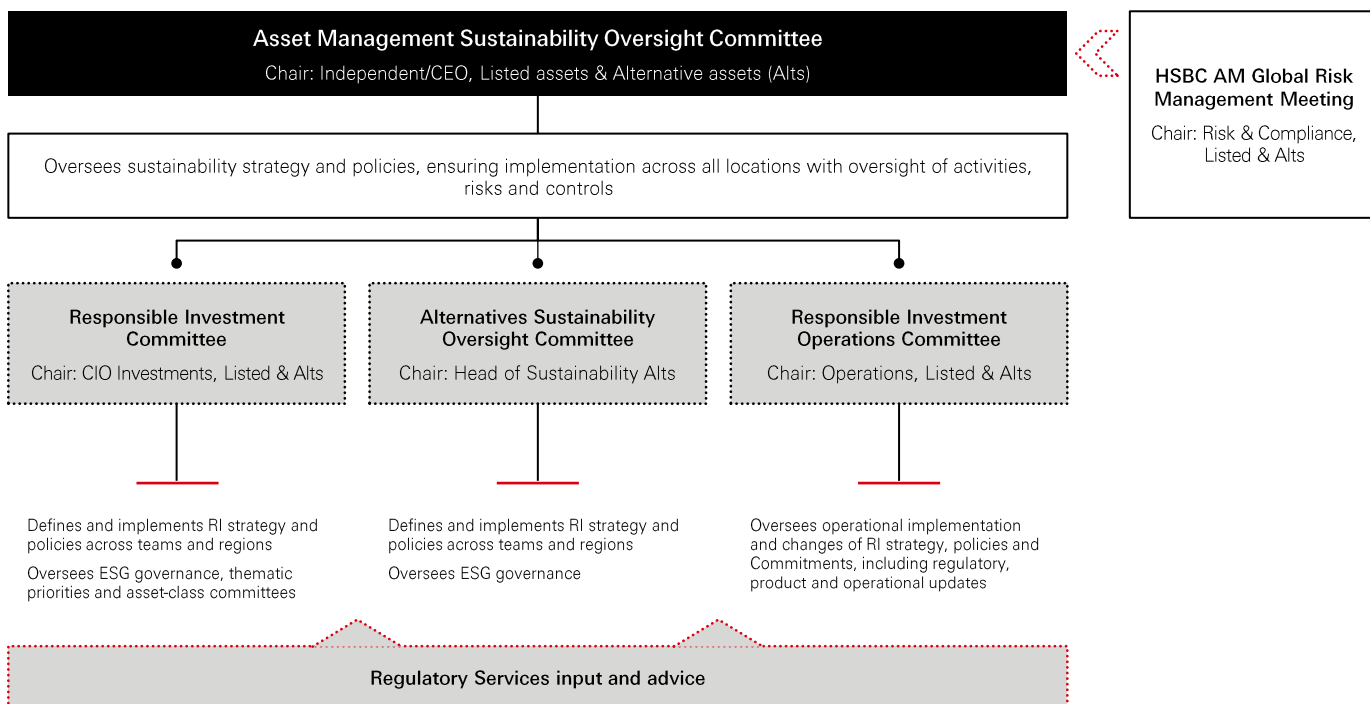 Asset Management Sustainability Oversight Committee
Chair: Independent/CEO, Listed assets & Alternative assets (Alts)
HSBC AM Global Risk
Management Meeting
Chair: Risk & Compliance,
Listed & Alts
Oversees sustainability strategy and policies, ensuring implementation across all locations with oversight of activities,
risks and controls
Responsible Investment
Committee
Chair: CIO Investments, Listed & Alts
Alternatives Sustainability
Oversight Committee
Chair: Head of Sustainability Alts
Responsible Investment
Operations Committee
Chair: Operations, Listed & Alts
Defines and implements RI strategy and
policies across teams and regions
Oversees ESG governance, thematic
priorities and asset-class committees
Defines and implements RI strategy and
policies across teams and regions
Oversees ESG governance
Oversees operational implementation
and changes of RI strategy, policies and
Commitments, including regulatory,
product and operational updates
Regulatory Services input and advice